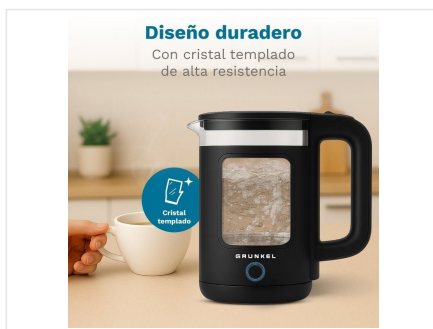 Diseño duradero
Con cristal templado
de alta resistencia
Cristal
templado
GRUNKEL